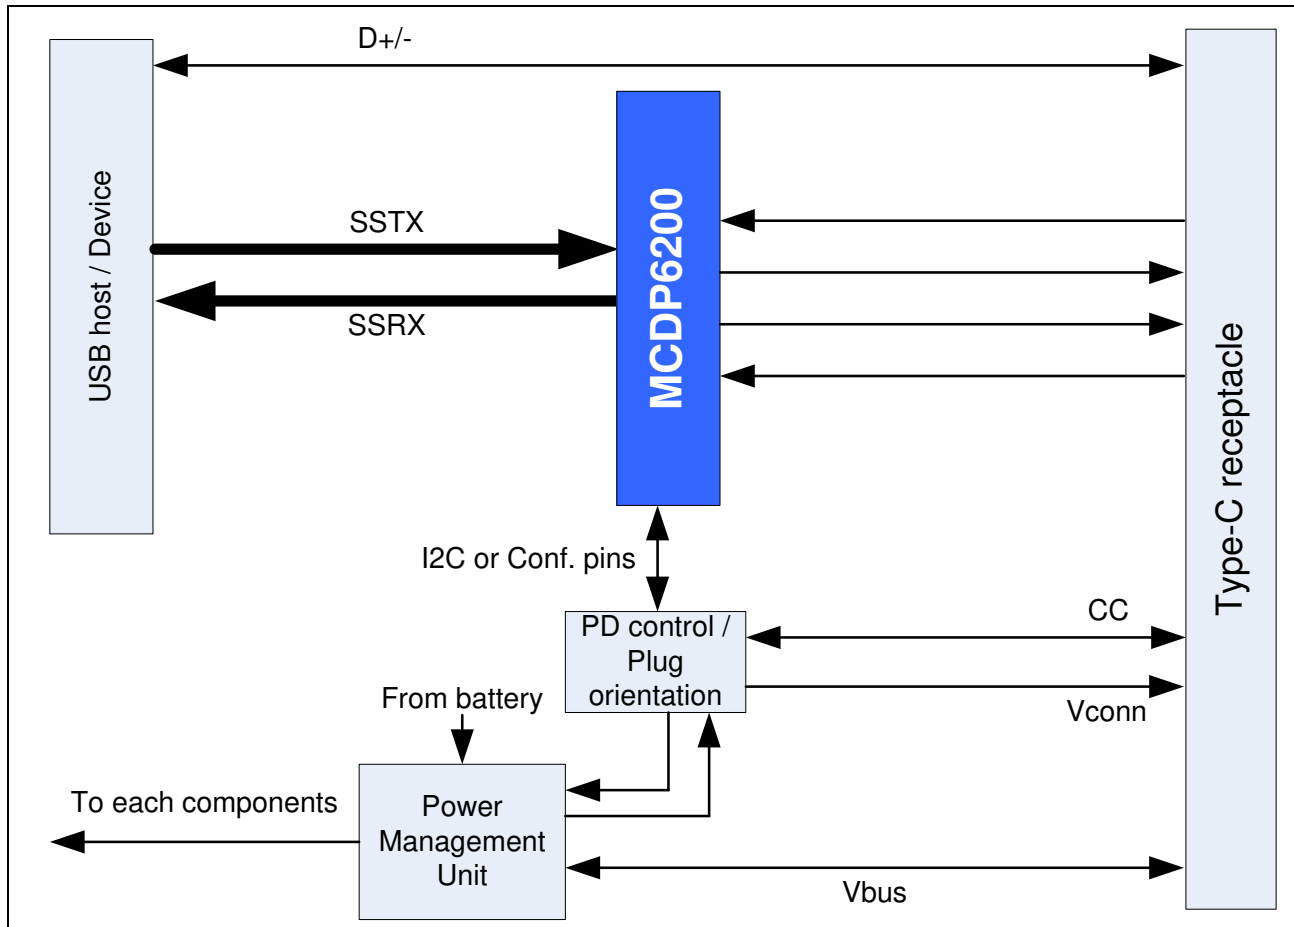 D+/-
USB host / Device
SSTX
SSRX
MCDP6200
Type-C receptacle
I2C or Conf. pins
PD control /
Plug
orientation
CC
Vconn
From battery
To each components
Power
Management
Unit
Vbus